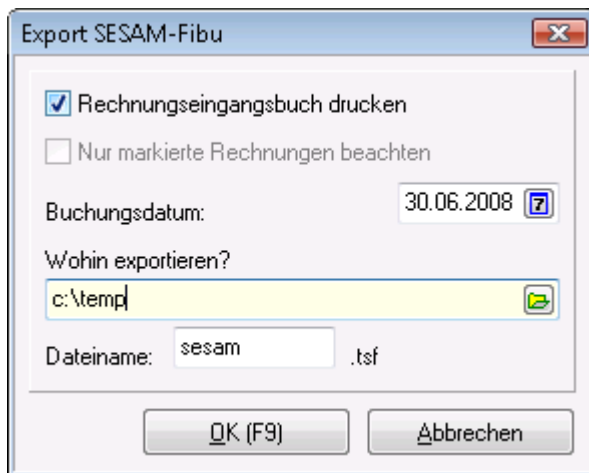 Export SESAM-Fibu
Rechnungseingangsbuch drucken
Nur markierte Rechnungen beachten
Buchungsdatum: 30.06.2008 7
Wohin exportieren?
c:\temp
Dateiname: sesam .tsf
OK (F9) Abbrechen